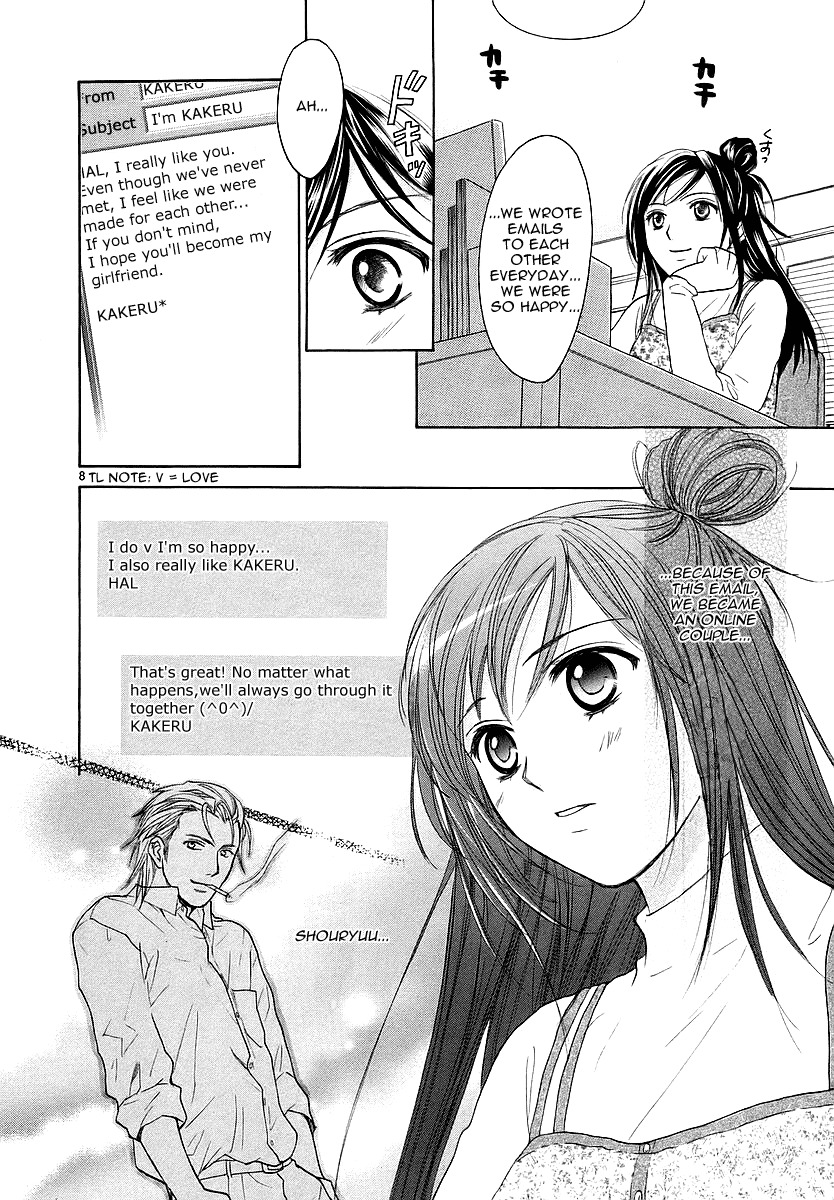 カチ
カチ
くすっ
...WE WROTE
EMAILS
TO EACH
OTHER
EVERYDAY...
WE WERE
SO HAPPY...
ドキッ
AH...
From KAKERU
Subject I'm KAKERU
HAL, I really like you.
Even though we've never
met, I feel like we were
made for each other...
If you don't mind,
I hope you'll become my
girlfriend.
KAKERU*
8
TL NOTE: V = LOVE
...BECAUSE OF
THIS EMAIL,
WE BECAME
AN ONLINE
COUPLE...
I do v I'm so happy...
I also really like KAKERU.
HAL
That's great! No matter what
happens,we'll always go through it
together (^0^)/
KAKERU
SHOURYUU...